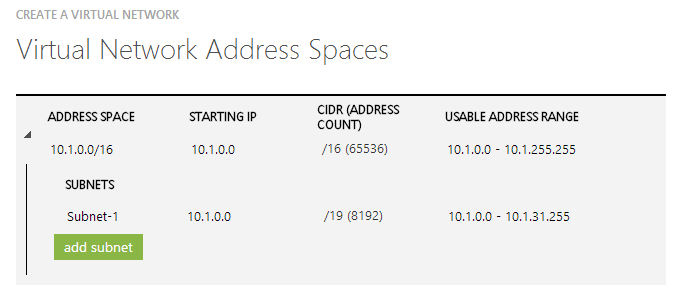 CREATE A VIRTUAL NETWORK
Virtual Network Address Spaces
ADDRESS SPACE STARTING IP CIDR (ADDRESS COUNT) USABLE ADDRESS RANGE
10.1.0.0/16 10.1.0.0 /16 (65536) 10.1.0.0 - 10.1.255.255
SUBNETS
Subnet-1 10.1.0.0 /19 (8192) 10.1.0.0 - 10.1.31.255
add subnet